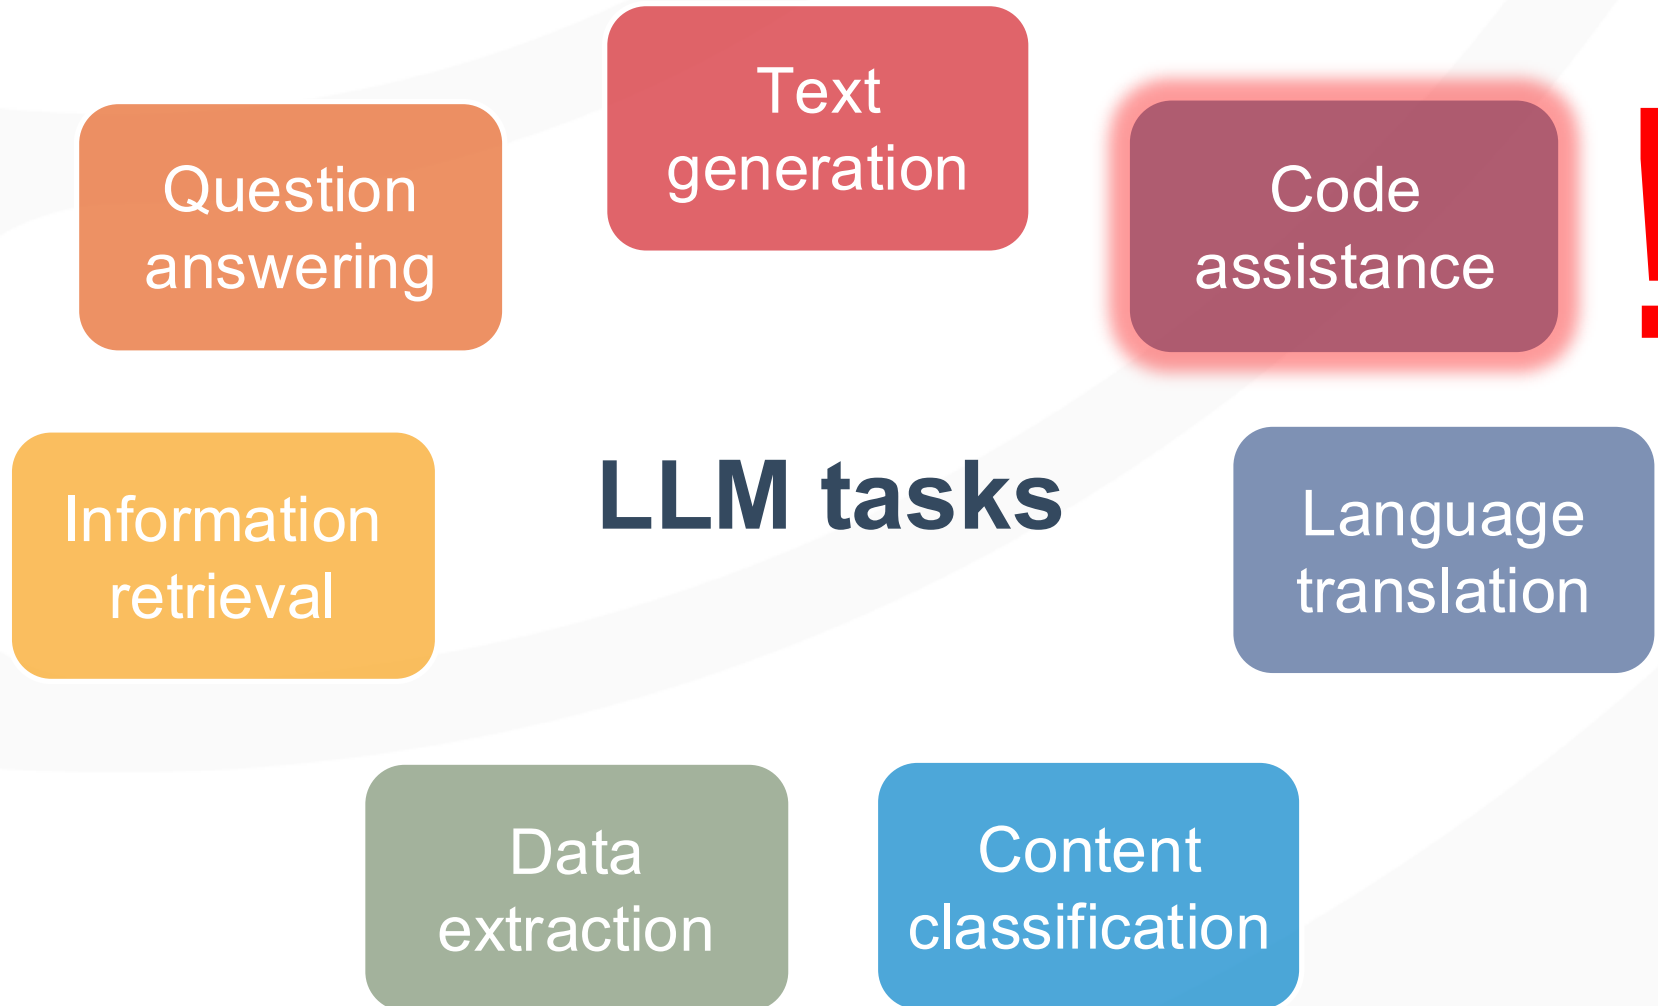 Text
generation
Question
answering
Code
assistance
!
Information
retrieval
LLM tasks
Language
translation
Data
extraction
Content
classification